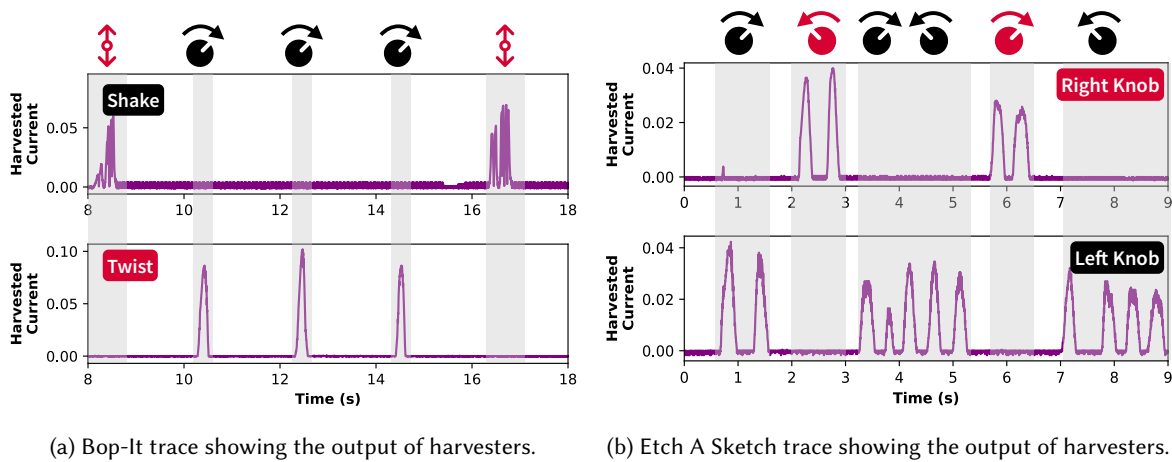 Harvested
Current
0.05
0.00
Shake
8 10 12 14 16 18
Harvested
Current
0.10
0.05
0.00
Twist
8 10 12 14 16 18
Time (s)
(a) Bop-It trace showing the output of harvesters.
Harvested
Current
0.04
0.02
0.00
Right Knob
0 1 2 3 4 5 6 7 8 9
Harvested
Current
0.04
0.02
0.00
Left Knob
0 1 2 3 4 5 6 7 8 9
Time (s)
(b) Etch A Sketch trace showing the output of harvesters.